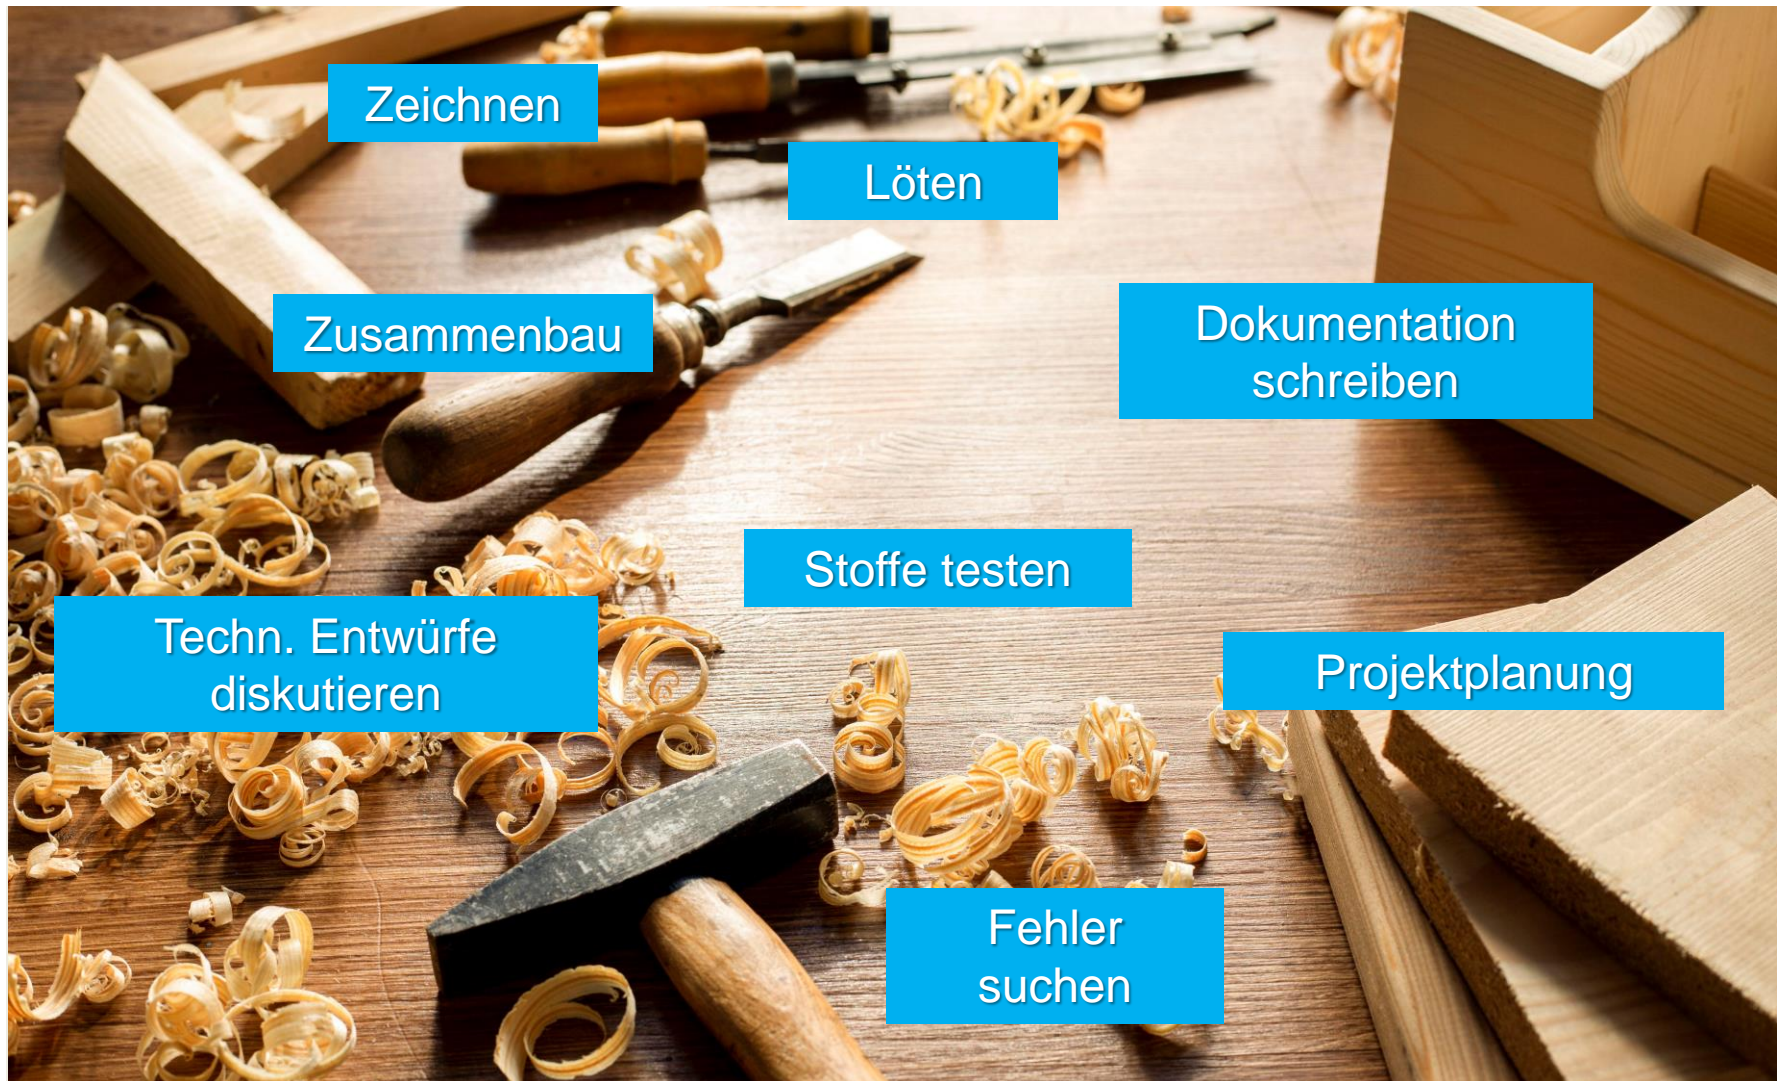 Zeichnen
Löten
Zusammenbau
Dokumentation
schreiben
Stoffe testen
Techn. Entwürfe
diskutieren
Projektplanung
Fehler
suchen